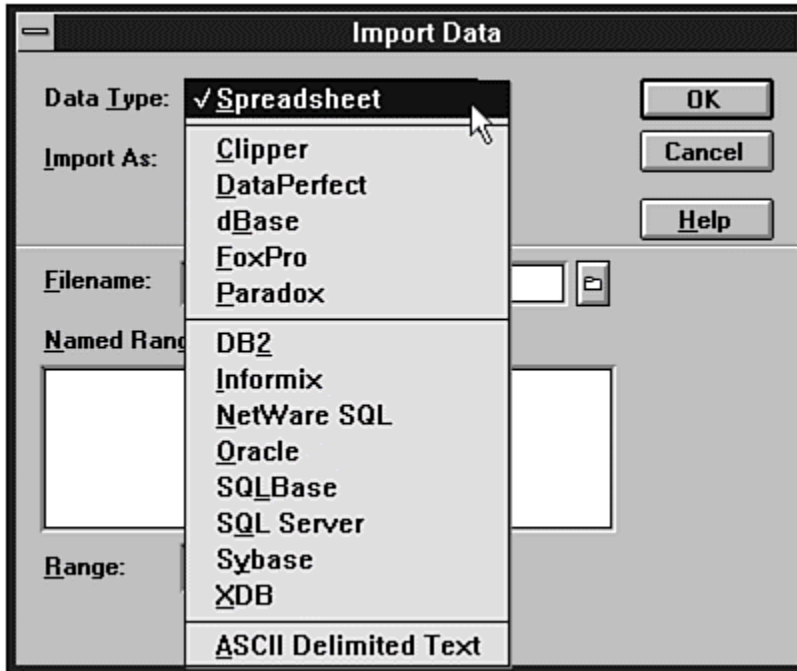 Import Data
Data Type:
✓Spreadsheet
Clipper
DataPerfect
dBase
FoxPro
Paradox
DB2
Informix
NetWare SQL
Oracle
SQLBase
SQL Server
Sybase
XDB
ASCII Delimited Text
Import As:
Filename:
Named
Range:
OK
Cancel
Help